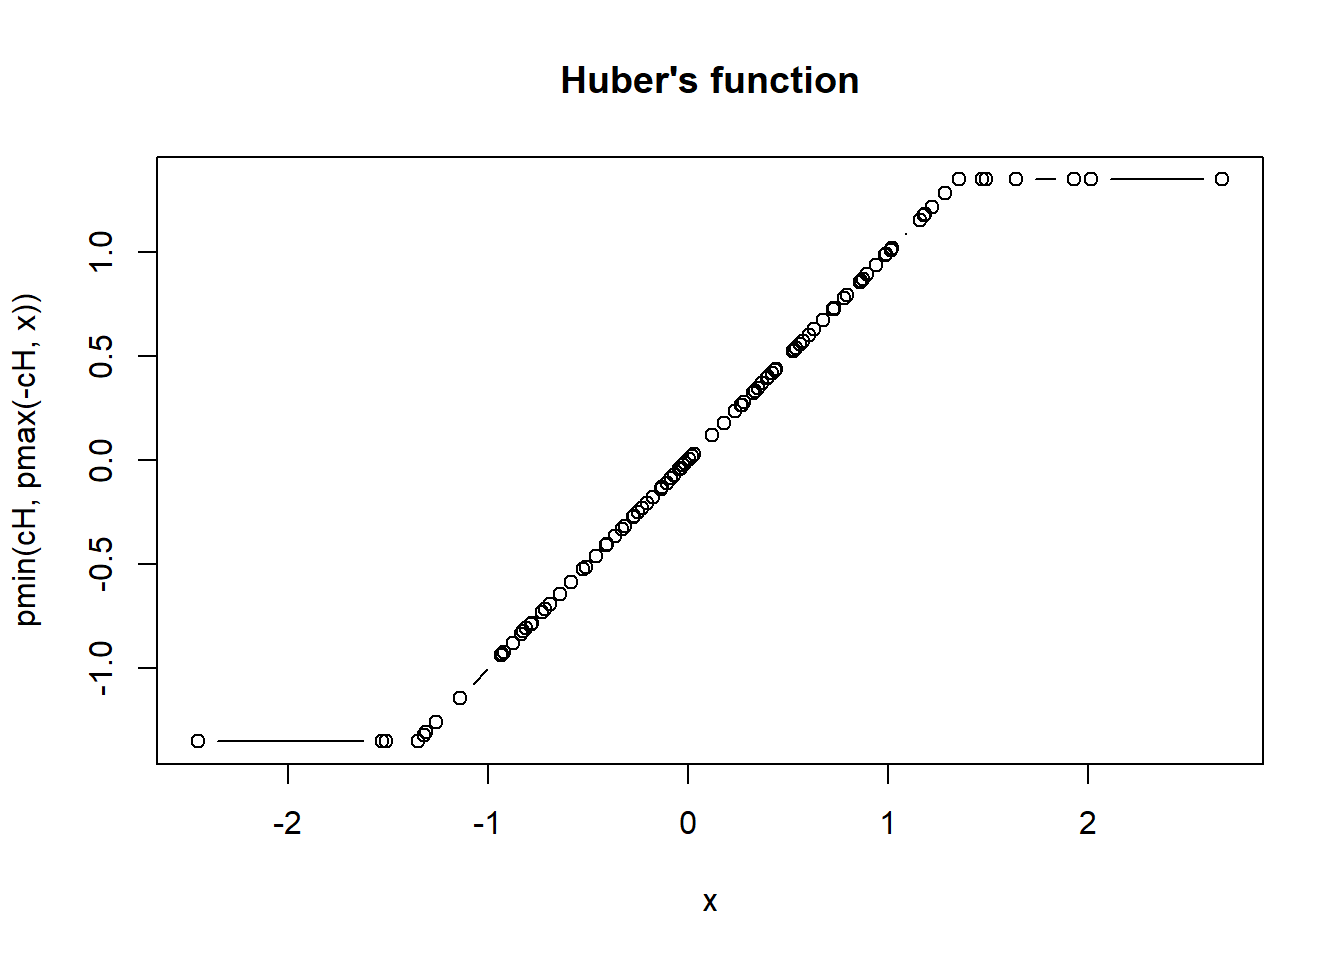 Huber's function
pmin(cH, pmax(-cH, x))
1.0
0.5
0.0
-0.5
-1.0
-2 -1 0 1 2
x